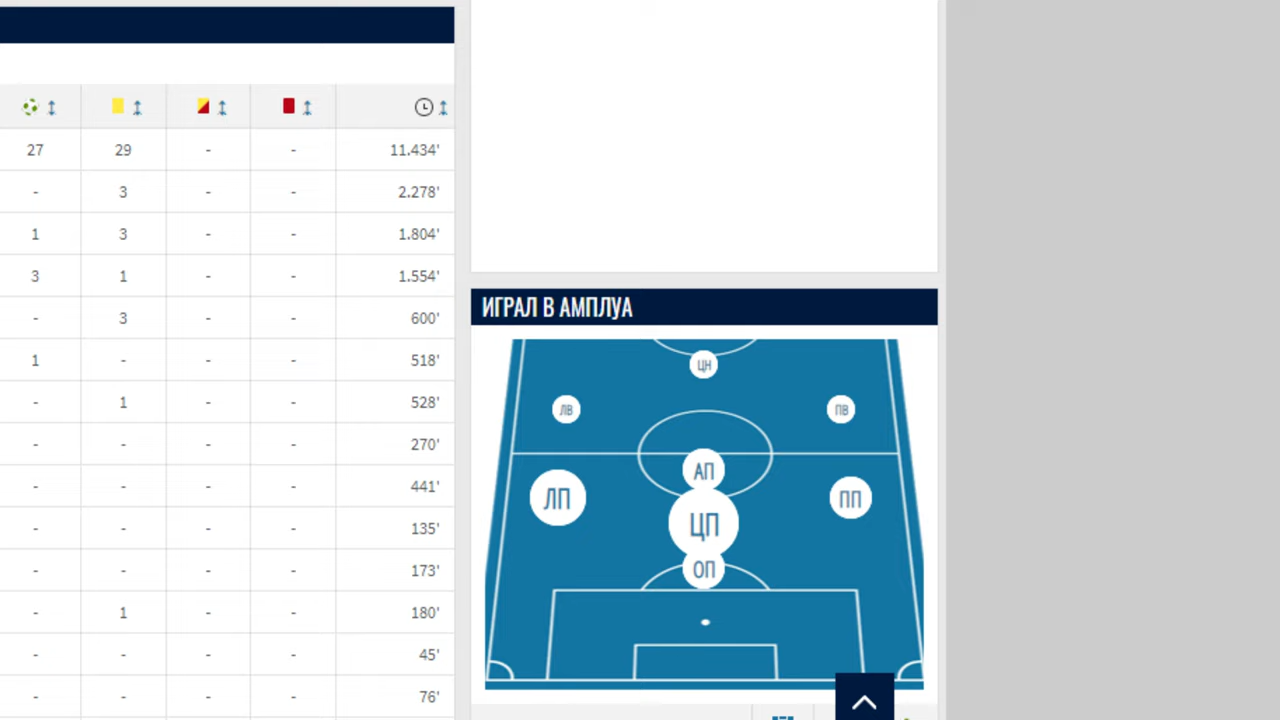 27 29 - - 11.434'
- 3 - - 2.278'
1 3 - - 1.804'
3 1 - - 1.554'
- 3 - - 600'
1 - - - 518'
- 1 - - 528'
- - - - 270'
- - - - 441'
- - - - 135'
- - - - 173'
- 1 - - 180'
- - - - 45'
- - - - 76'
ИГРАЛ В АМПЛУА
ЦН
ЛВ ПВ
АП
ЛП ПП
ЦП
ОП